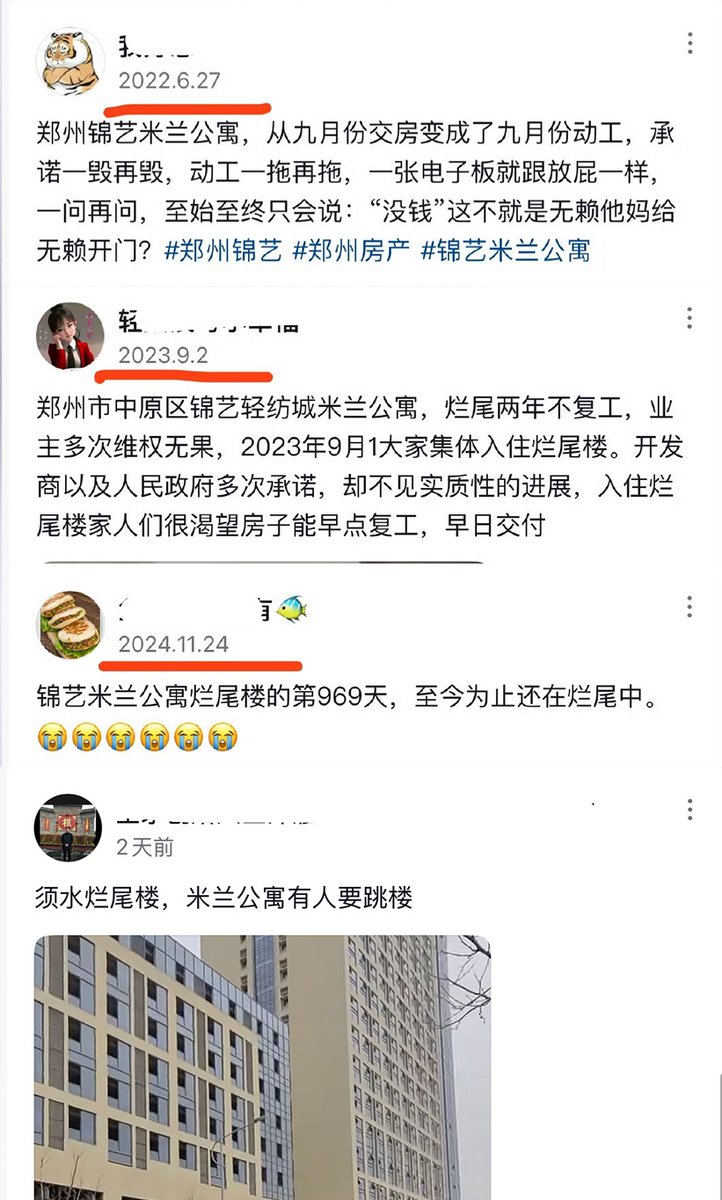 2022.6.27
郑州锦艺米兰公寓，从九月份交房变成了九月份动工，承
诺一毁再毁，动工一拖再拖，一张电子板就跟放屁一样，
一问再问，至始至终只会说：“没钱”这不就是无赖他妈给
无赖开门？#郑州锦艺 #郑州房产 #锦艺米兰公寓
轻
2023.9.2
郑州市中原区锦艺轻纺城米兰公寓，烂尾两年不复工，业
主多次维权无果，2023年9月1大家集体入住烂尾楼。开发
商以及人民政府多次承诺，却不见实质性的进展，入住烂
尾楼家人们很渴望房子能早点复工，早日交付
有🐠
2024.11.24
锦艺米兰公寓烂尾楼的第969天，至今为止还在烂尾中。
😭😭😭😭😭😭
2天前
须水烂尾楼，米兰公寓有人要跳楼